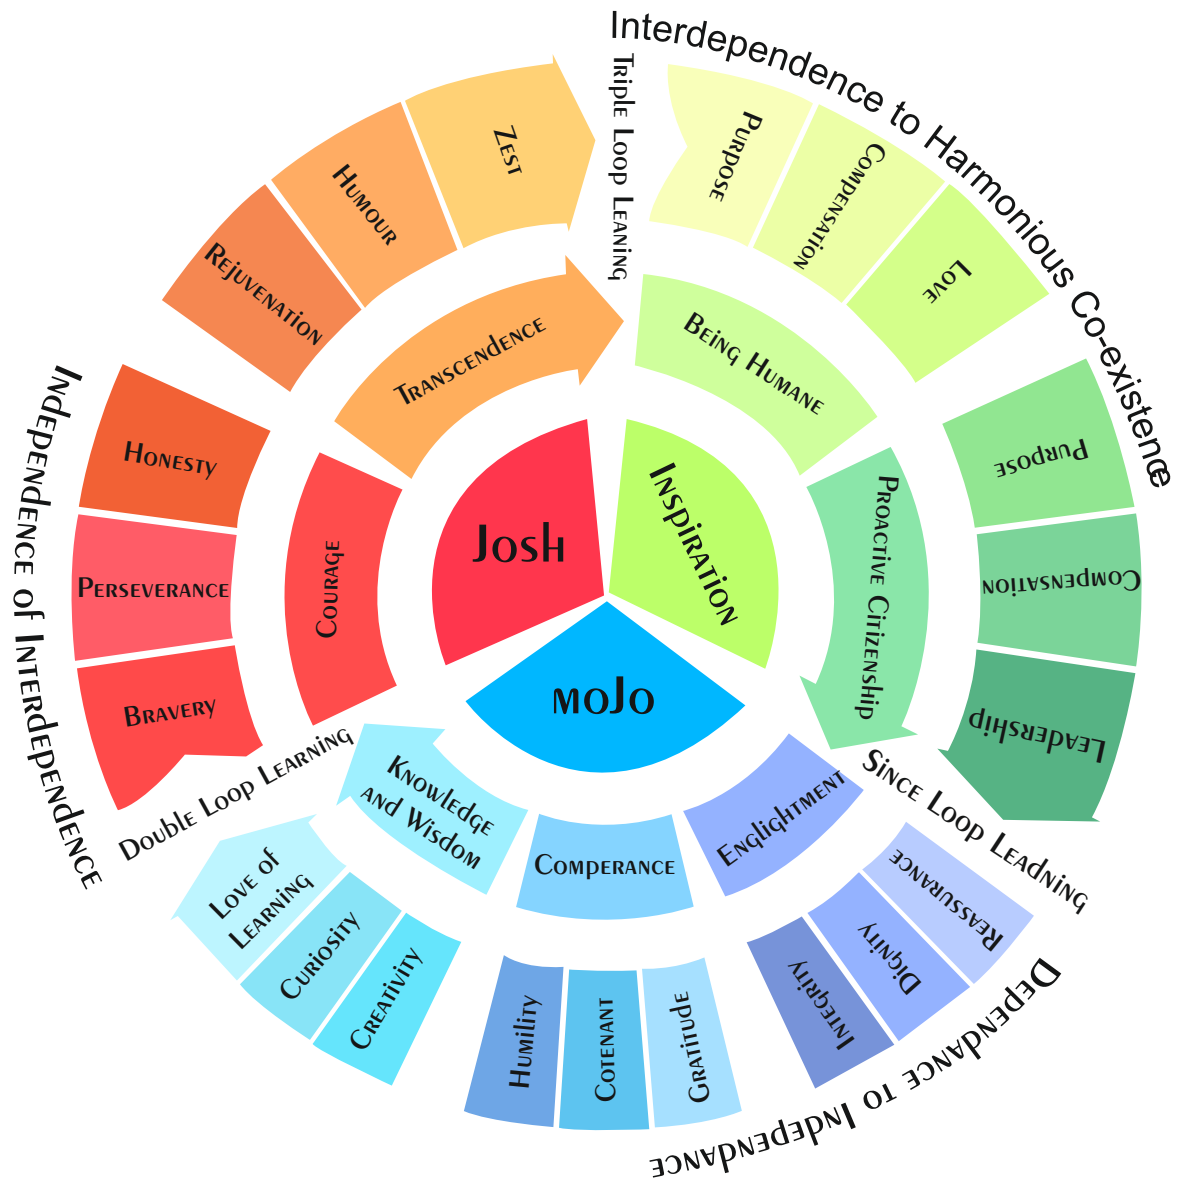 Interdependence to Harmonious Co-existence
Triple Loop Leaning
Purpose
Compensation
Love
Zest
Humour
Rejuvenation
Transcendence
Being Humane
Honesty
Perseverance
Bravery
Courage
Josh
Inspiration
Mojo
Proactive Citizenship
Purpose
Compensation
Leadership
Independence of Interdependence
Double Loop Learning
Since Loop Leadning
Knowledge
and Wisdom
Comperance
Englightment
Love of
Learning
Curiosity
Creativity
Humility
Cotenant
Gratitude
Integrity
Dignity
Reassurance
Dependance to Independance